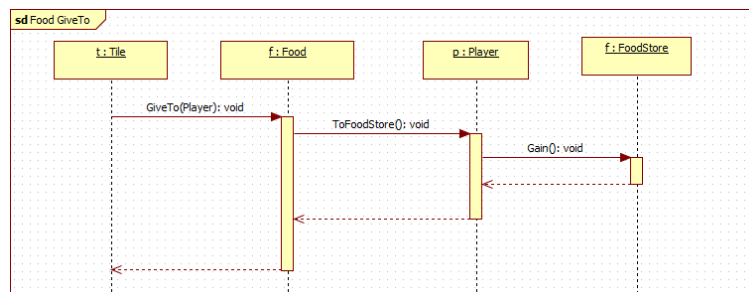 sd Food GiveTo
t : Tile
f : Food
p : Player
f : FoodStore
GiveTo(Player): void
ToFoodStore(): void
Gain(): void